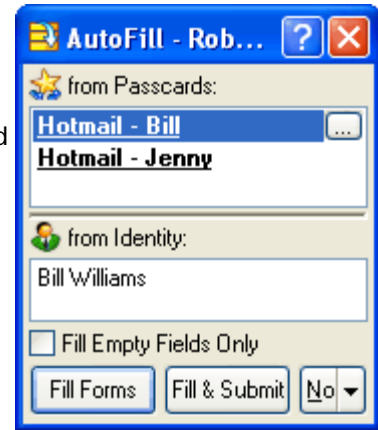 AutoFill - Rob...
from Passcards:
Hotmail - Bill ...
Hotmail - Jenny
from Identity:
Bill Williams
Fill Empty Fields Only
Fill Forms Fill & Submit No